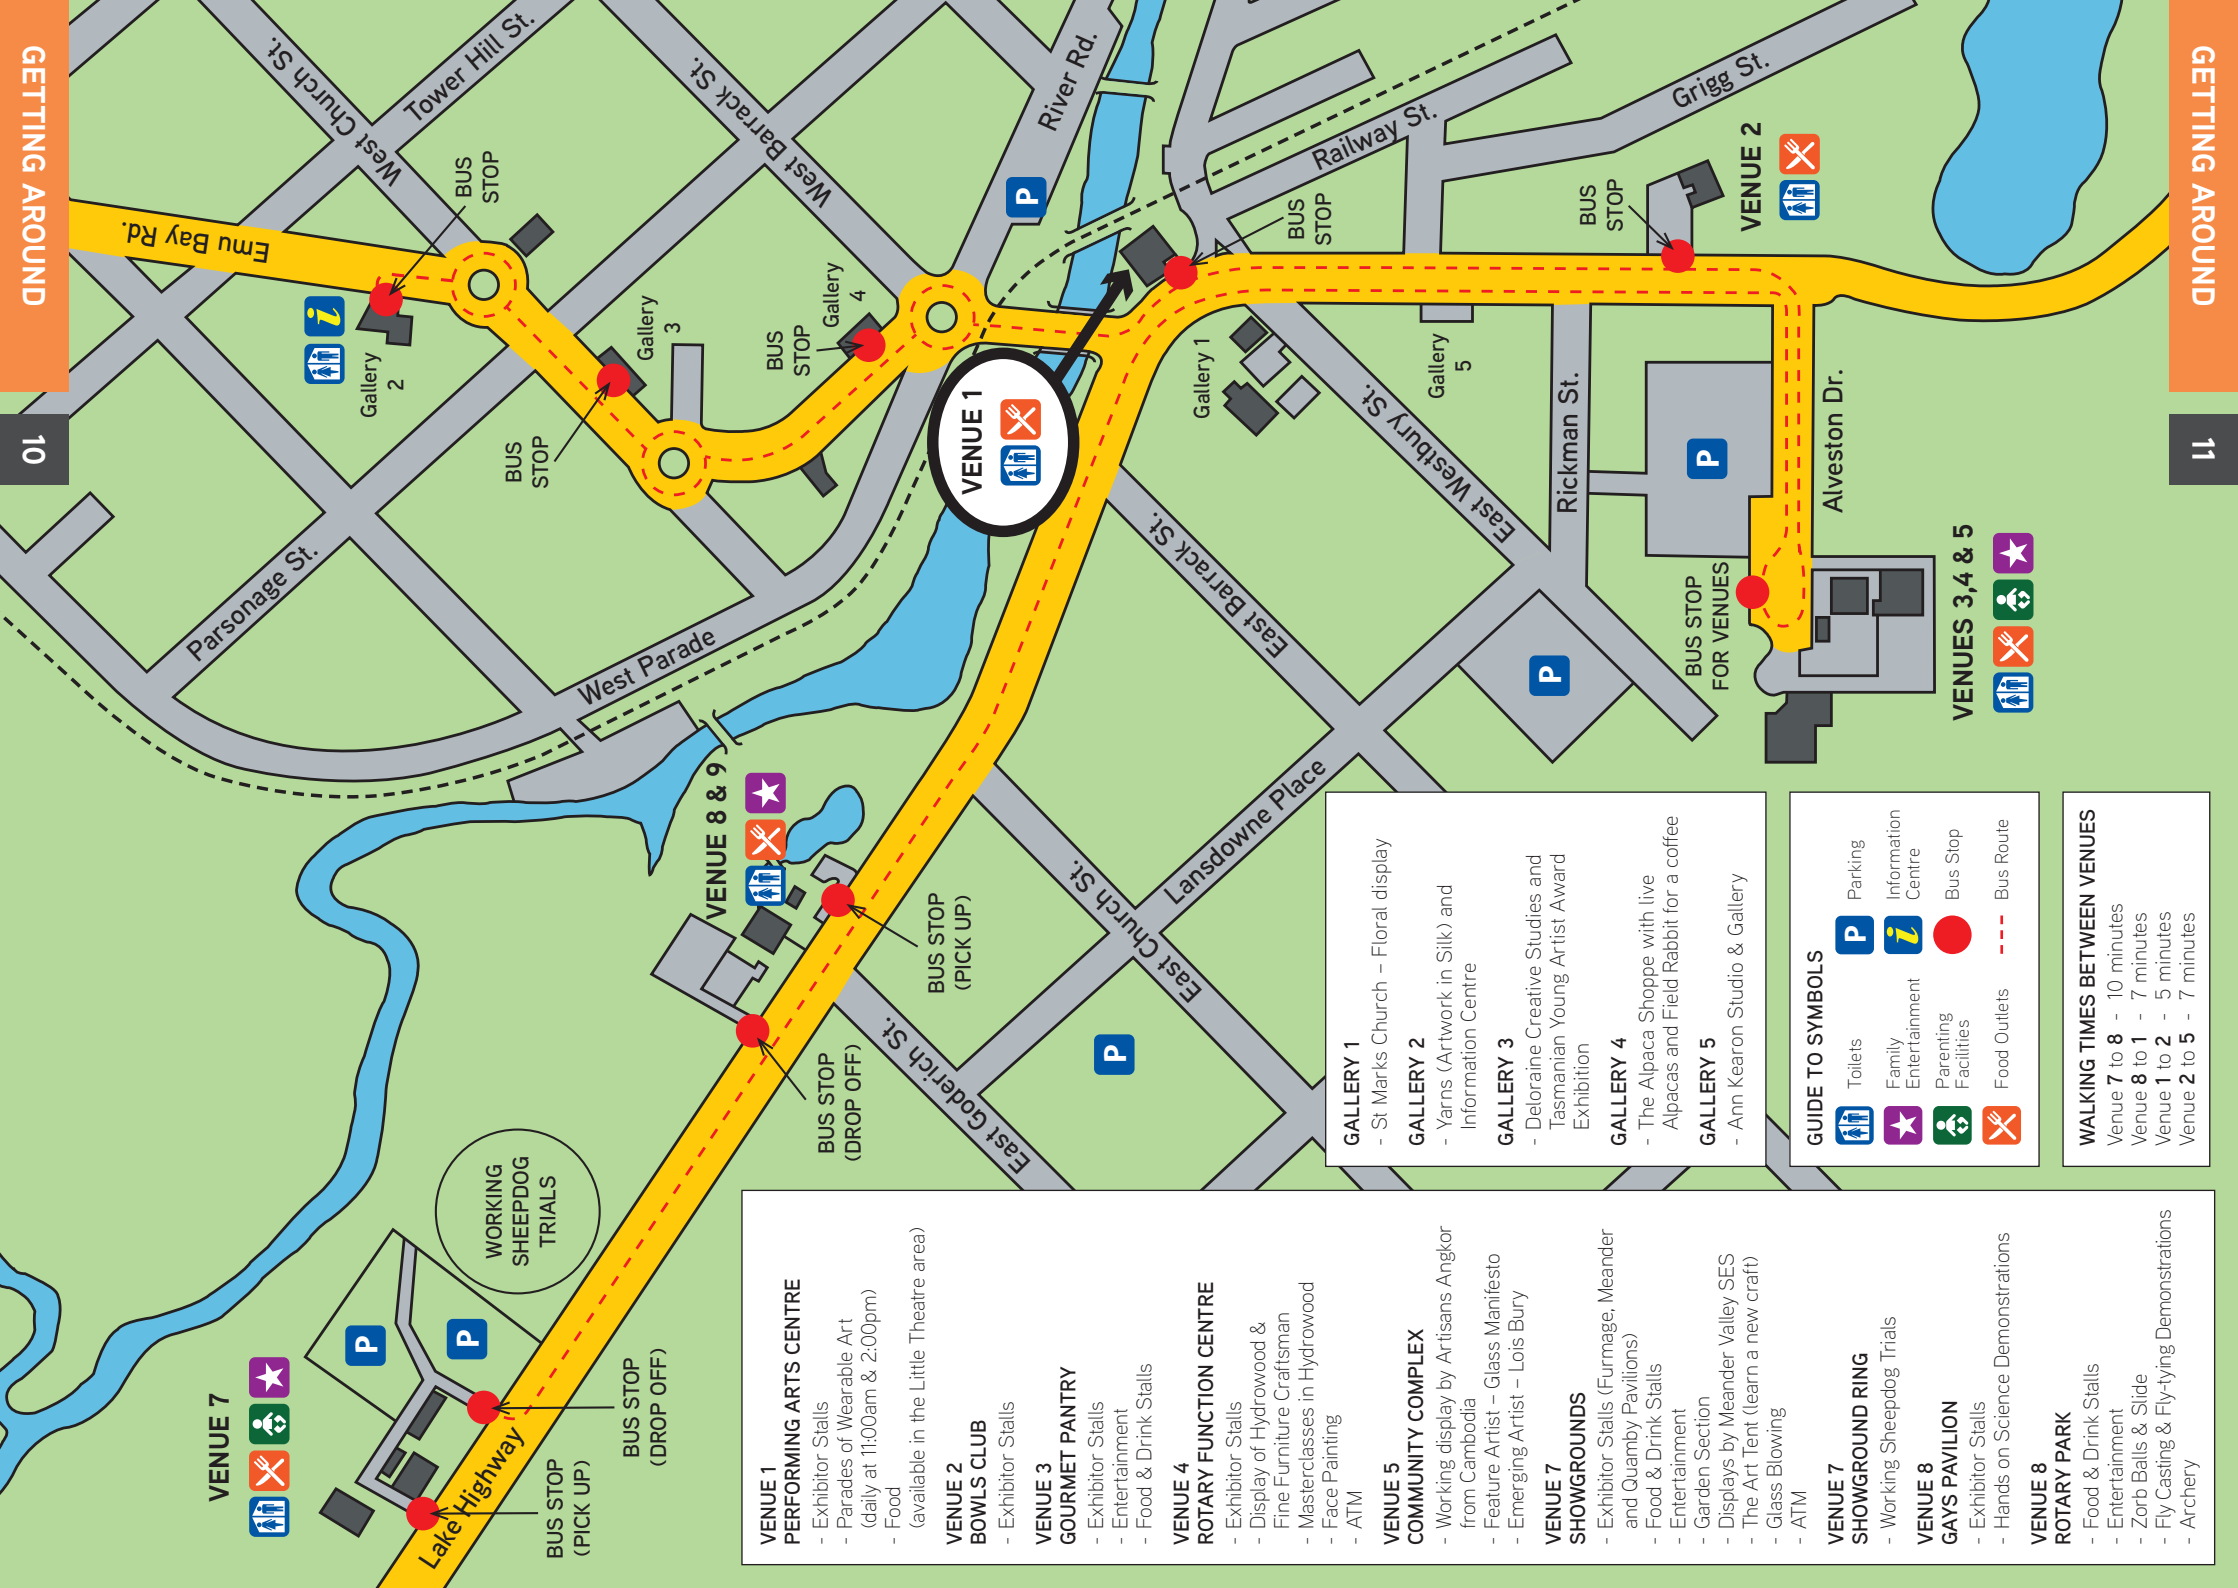 GETTING AROUND
10
GETTING AROUND
11
West Church St.
Tower Hill St.
West Barrack St.
River Rd.
Emu Bay Rd.
Parsonage St.
West Parade
Railway St.
Grigg St.
Rickman St.
Alveston Dr.
East Westbury St.
East Barrack St.
Lansdowne Place
East Church St.
East Goderich St.
Lake Highway
BUS
STOP
Gallery
2
i
BUS
STOP
Gallery
3
BUS
STOP
Gallery
4
P
VENUE 1
BUS
STOP
Gallery 1
Gallery
5
BUS
STOP
VENUE 2
P
BUS STOP
FOR VENUES
VENUES 3,4 & 5
P
VENUE 8 & 9
BUS STOP
(PICK UP)
BUS STOP
(DROP OFF)
P
WORKING
SHEEPDOG
TRIALS
P
P
VENUE 7
BUS STOP
(DROP OFF)
BUS STOP
(PICK UP)
VENUE 1
PERFORMING ARTS CENTRE
- Exhibitor Stalls
- Parades of Wearable Art
(daily at 11:00am & 2:00pm)
- Food
(available in the Little Theatre area)
VENUE 2
BOWLS CLUB
- Exhibitor Stalls
VENUE 3
GOURMET PANTRY
- Exhibitor Stalls
- Entertainment
- Food & Drink Stalls
VENUE 4
ROTARY FUNCTION CENTRE
- Exhibitor Stalls
- Display of Hydrowood &
Fine Furniture Craftsman
- Masterclasses in Hydrowood
- Face Painting
- ATM
VENUE 5
COMMUNITY COMPLEX
- Working display by Artisans Angkor
from Cambodia
- Feature Artist – Glass Manifesto
- Emerging Artist – Lois Bury
VENUE 7
SHOWGROUNDS
- Exhibitor Stalls (Furmage, Meander
and Quamby Pavilions)
- Food & Drink Stalls
- Entertainment
- Garden Section
- Displays by Meander Valley SES
- The Art Tent (learn a new craft)
- Glass Blowing
- ATM
VENUE 7
SHOWGROUND RING
- Working Sheepdog Trials
VENUE 8
GAYS PAVILION
- Exhibitor Stalls
- Hands on Science Demonstrations
VENUE 8
ROTARY PARK
- Food & Drink Stalls
- Entertainment
- Zorb Balls & Slide
- Fly Casting & Fly-tying Demonstrations
- Archery
GALLERY 1
- St Marks Church – Floral display
GALLERY 2
- Yarns (Artwork in Silk) and
Information Centre
GALLERY 3
- Deloraine Creative Studies and
Tasmanian Young Artist Award
Exhibition
GALLERY 4
- The Alpaca Shoppe with live
Alpacas and Field Rabbit for a coffee
GALLERY 5
- Ann Kearon Studio & Gallery
GUIDE TO SYMBOLS
Toilets
P Parking
Family
Entertainment
i Information
Centre
Parenting
Facilities
Bus Stop
Food Outlets
Bus Route
WALKING TIMES BETWEEN VENUES
Venue 7 to 8 - 10 minutes
Venue 8 to 1 - 7 minutes
Venue 1 to 2 - 5 minutes
Venue 2 to 5 - 7 minutes